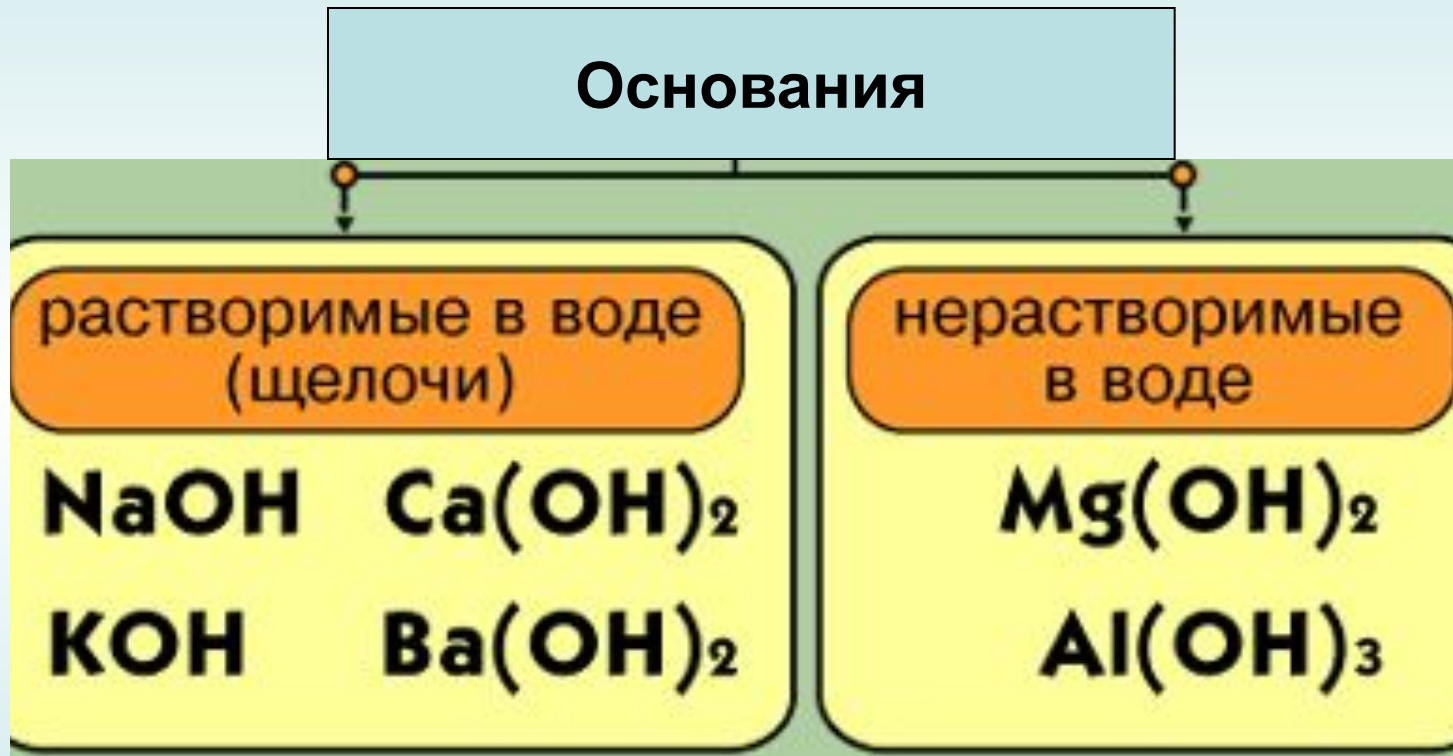 Основания
растворимые в воде
(щелочи)
NaOH Ca(OH)₂
KOH Ba(OH)₂
нерастворимые
в воде
Mg(OH)₂
Al(OH)₃